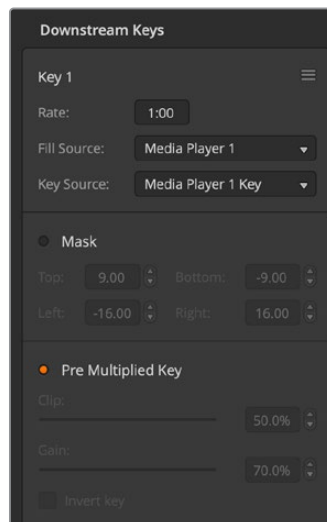 Downstream Keys
Key 1
Rate: 1:00
Fill Source: Media Player 1
Key Source: Media Player 1 Key
Mask
Top: 9.00 Bottom: -9.00
Left: -16.00 Right: 16.00
Pre Multiplied Key
Clip:
50.0%
Gain:
70.0%
Invert key